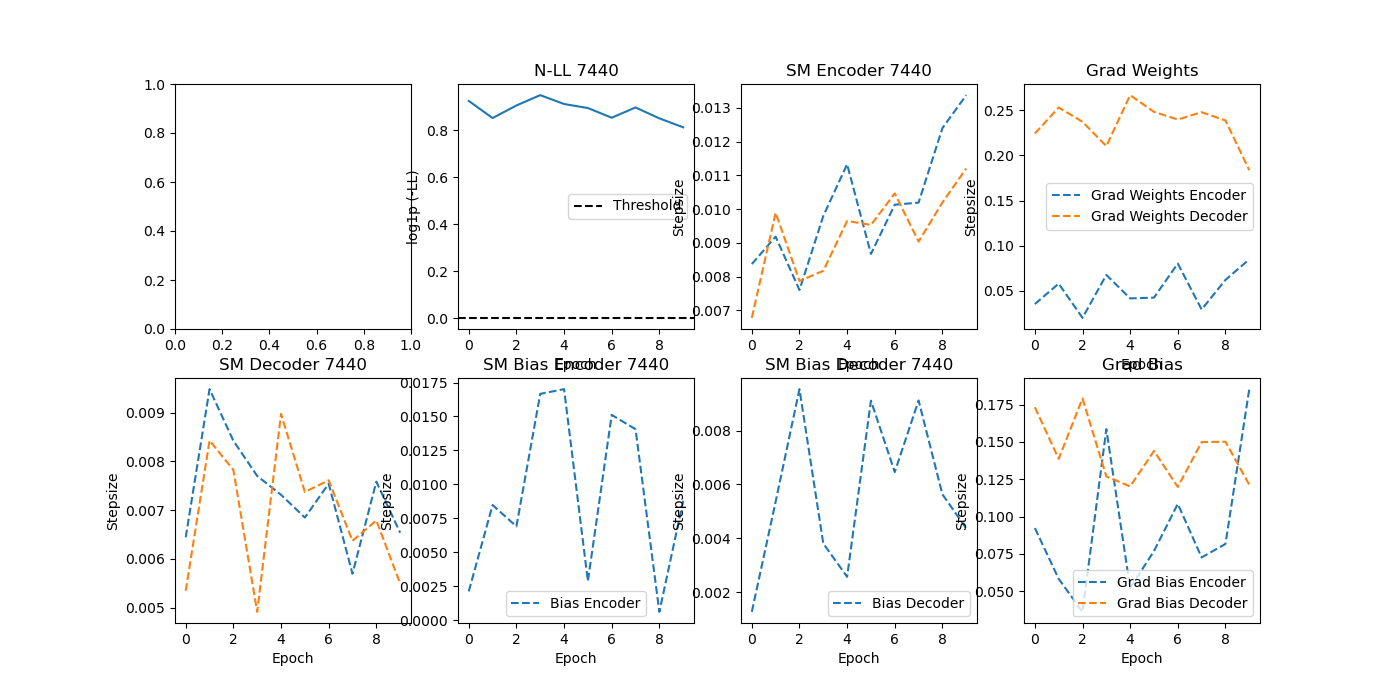 N-LL 7440
SM Encoder 7440
Grad Weights
1.0
0.8
0.6
0.4
0.2
0.0
0.0 0.2 0.4 0.6 0.8 1.0
log1p (-LL)
0.8
0.6
0.4
0.2
0.0
Threshold
0 2 4 6 8
Epoch
Stepsize
0.013
0.012
0.011
0.010
0.009
0.008
0.007
0 2 4 6 8
Epoch
Stepsize
0.25
0.20
0.15
0.10
0.05
Grad Weights Encoder
Grad Weights Decoder
0 2 4 6 8
Epoch
SM Decoder 7440
SM Bias Encoder 7440
SM Bias Decoder 7440
Grad Bias
Stepsize
0.009
0.008
0.007
0.006
0.005
0 2 4 6 8
Epoch
Stepsize
0.0175
0.0150
0.0125
0.0100
0.0075
0.0050
0.0025
0.0000
Bias Encoder
0 2 4 6 8
Epoch
Stepsize
0.008
0.006
0.004
0.002
Bias Decoder
0 2 4 6 8
Epoch
Stepsize
0.175
0.150
0.125
0.100
0.075
0.050
Grad Bias Encoder
Grad Bias Decoder
0 2 4 6 8
Epoch